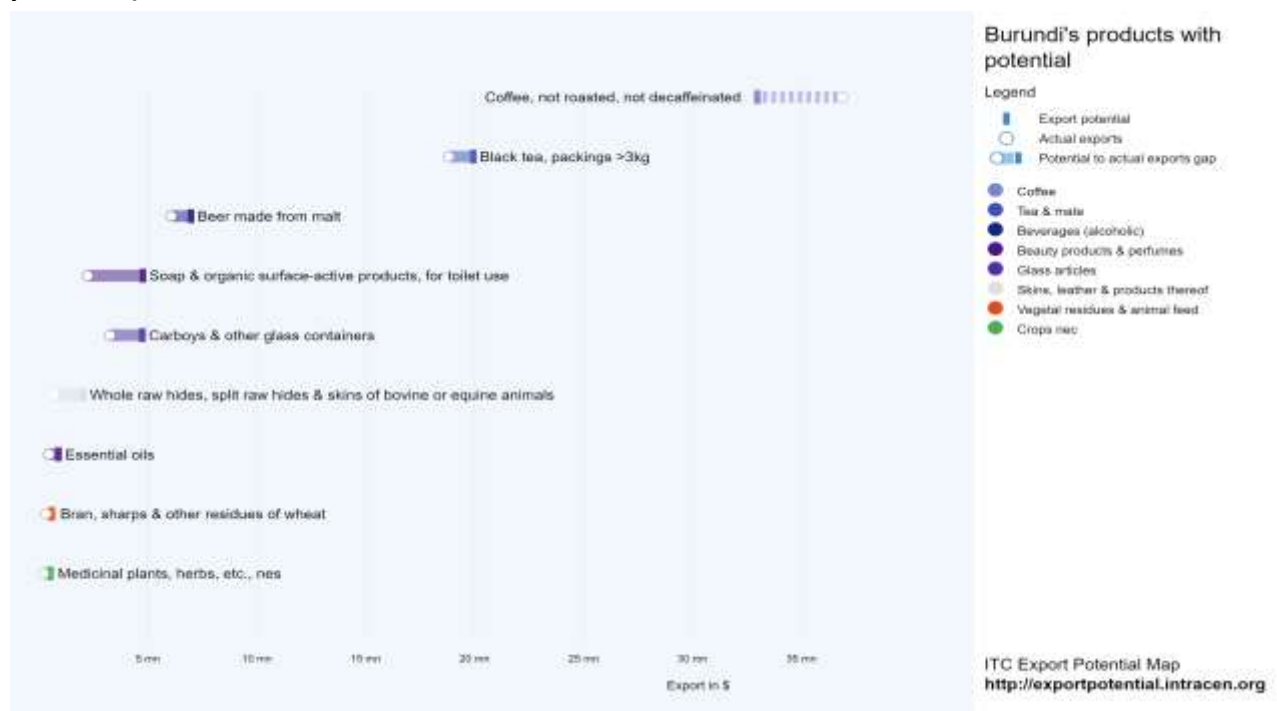 Burundi's products with
potential
Legend
Export potential
Actual exports
Potential to actual exports gap
Coffee
Tea & mate
Beverages (alcoholic)
Beauty products & perfumes
Glass articles
Skins, leather & products thereof
Vegetal residues & animal feed
Crops nec
Coffee, not roasted, not decaffeinated
Black tea, packings >3kg
Beer made from malt
Soap & organic surface-active products, for toilet use
Carboys & other glass containers
Whole raw hides, split raw hides & skins of bovine or equine animals
Essential oils
Bran, sharps & other residues of wheat
Medicinal plants, herbs, etc., nes
5 mn 10 mn 15 mn 20 mn 25 mn 30 mn 35 mn
Export in $
ITC Export Potential Map
http://exportpotential.intracen.org